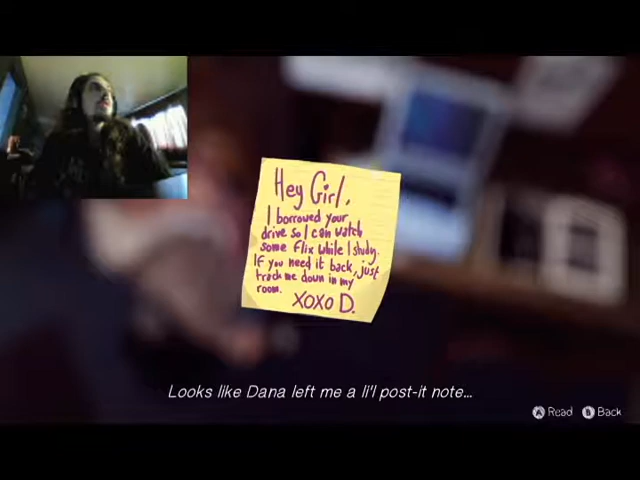 Hey Girl,
I borrowed your
drive so I can watch
some flix while I study.
If you need it back, just
track me down in my
room.
XOXO D.
Looks like Dana left me a li'l post-it note...
A Read B Back